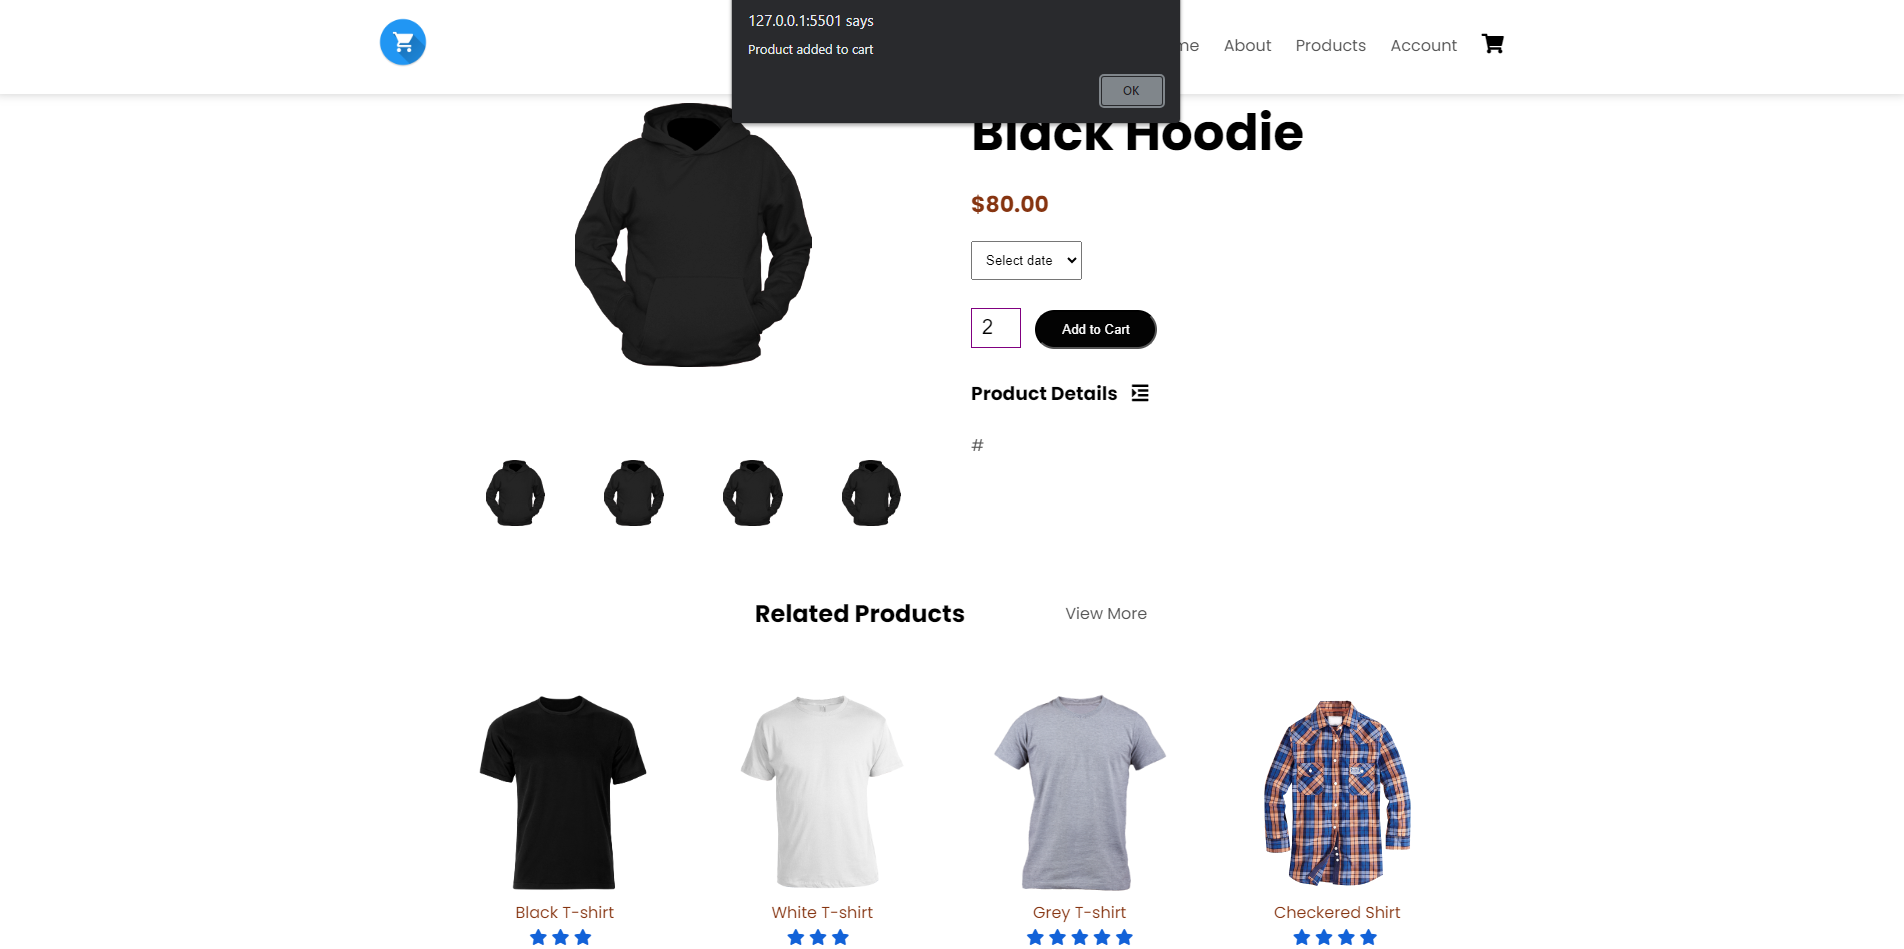 127.0.0.1:5501 says
Product added to cart
OK
About
Products
Account
Black Hoodie
$80.00
Select date
2
Add to Cart
Product Details
#
Related Products
View More
Black T-shirt
White T-shirt
Grey T-shirt
Checkered Shirt